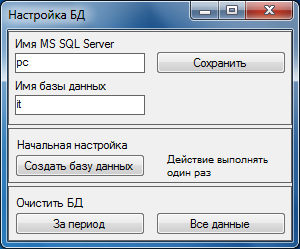 Настройка БД
Имя MS SQL Server
pc
Сохранить
Имя базы данных
it
Начальная настройка
Создать базу данных
Действие выполнять
один раз
Очистить БД
За период
Все данные